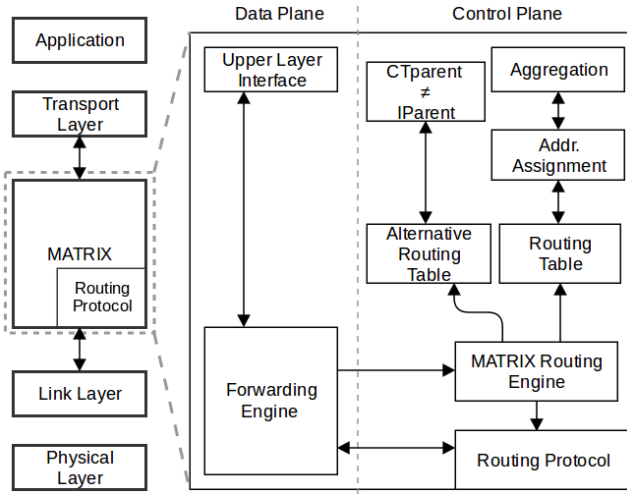 Data Plane
Control Plane
Application
Transport
Layer
MATRIX
Routing
Protocol
Link Layer
Physical
Layer
Upper Layer
Interface
Forwarding
Engine
CTparent
≠
IParent
Aggregation
Addr.
Assignment
Alternative
Routing
Table
Routing
Table
MATRIX Routing
Engine
Routing Protocol